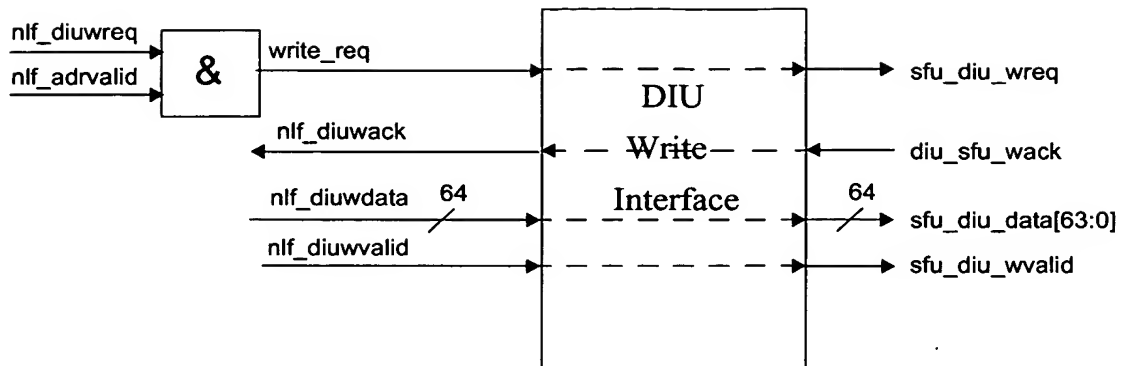 nlf_diuwreq
nlf_adrvalid
&
write_req
sfu_diu_wreq
DIU
Write
Interface
nlf_diuwack
diu_sfu_wack
nlf_diuwdata
64
64
sfu_diu_data[63:0]
nlf_diuwvalid
sfu_diu_wvalid